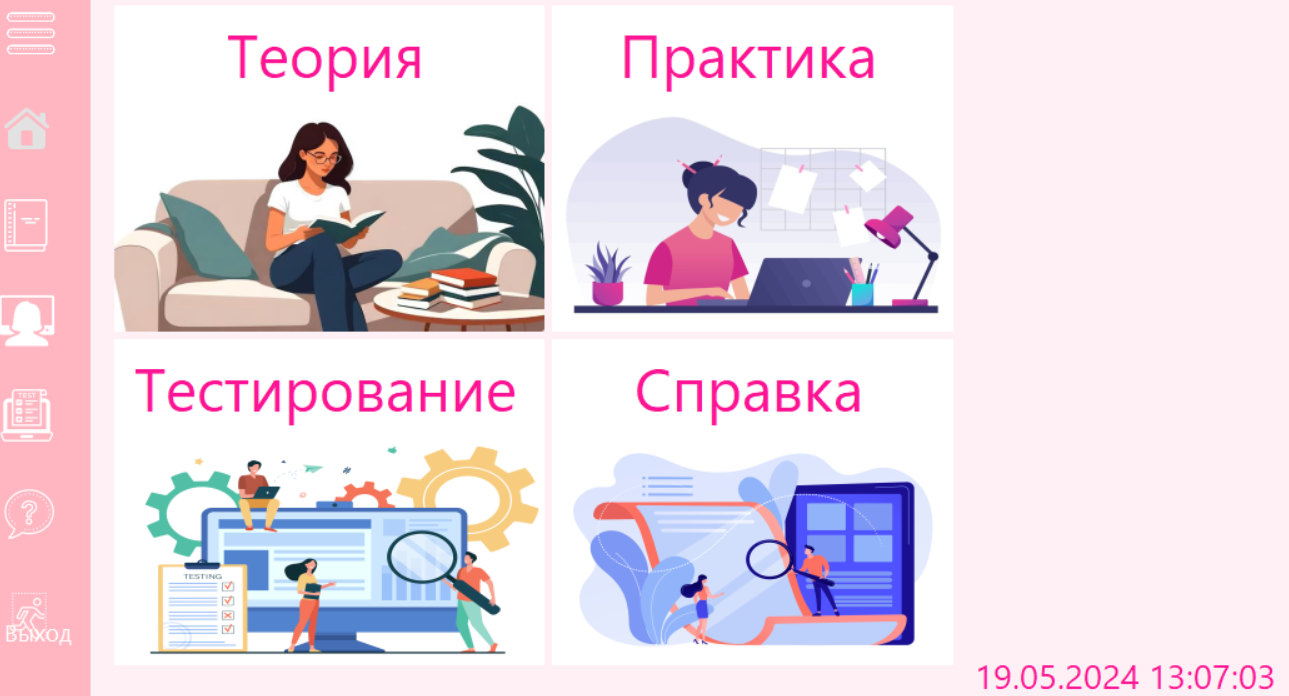 Теория
Практика
Тестирование
Справка
TEST
?
TESTING
Выход
19.05.2024 13:07:03